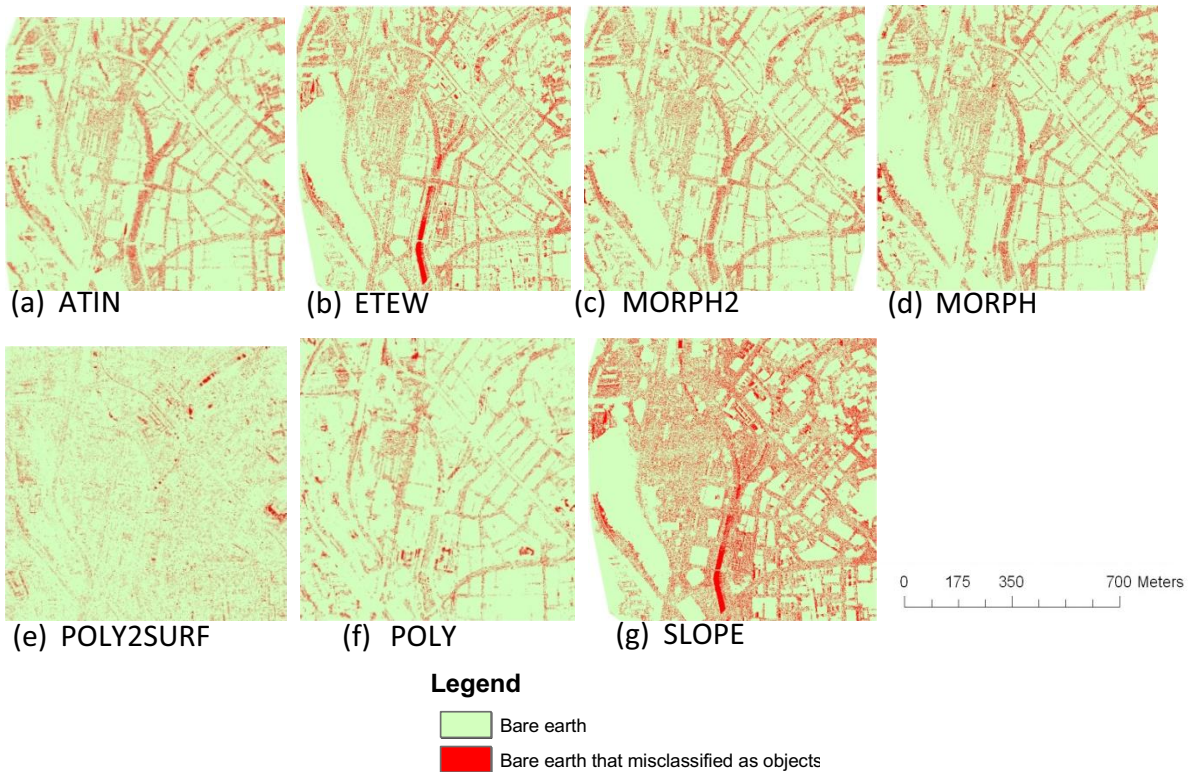 (a) ATIN
(b) ETEW
(c) MORPH2
(d) MORPH
(e) POLY2SURF
(f) POLY
(g) SLOPE
0 175 350 700 Meters
Legend
Bare earth
Bare earth that misclassified as objects